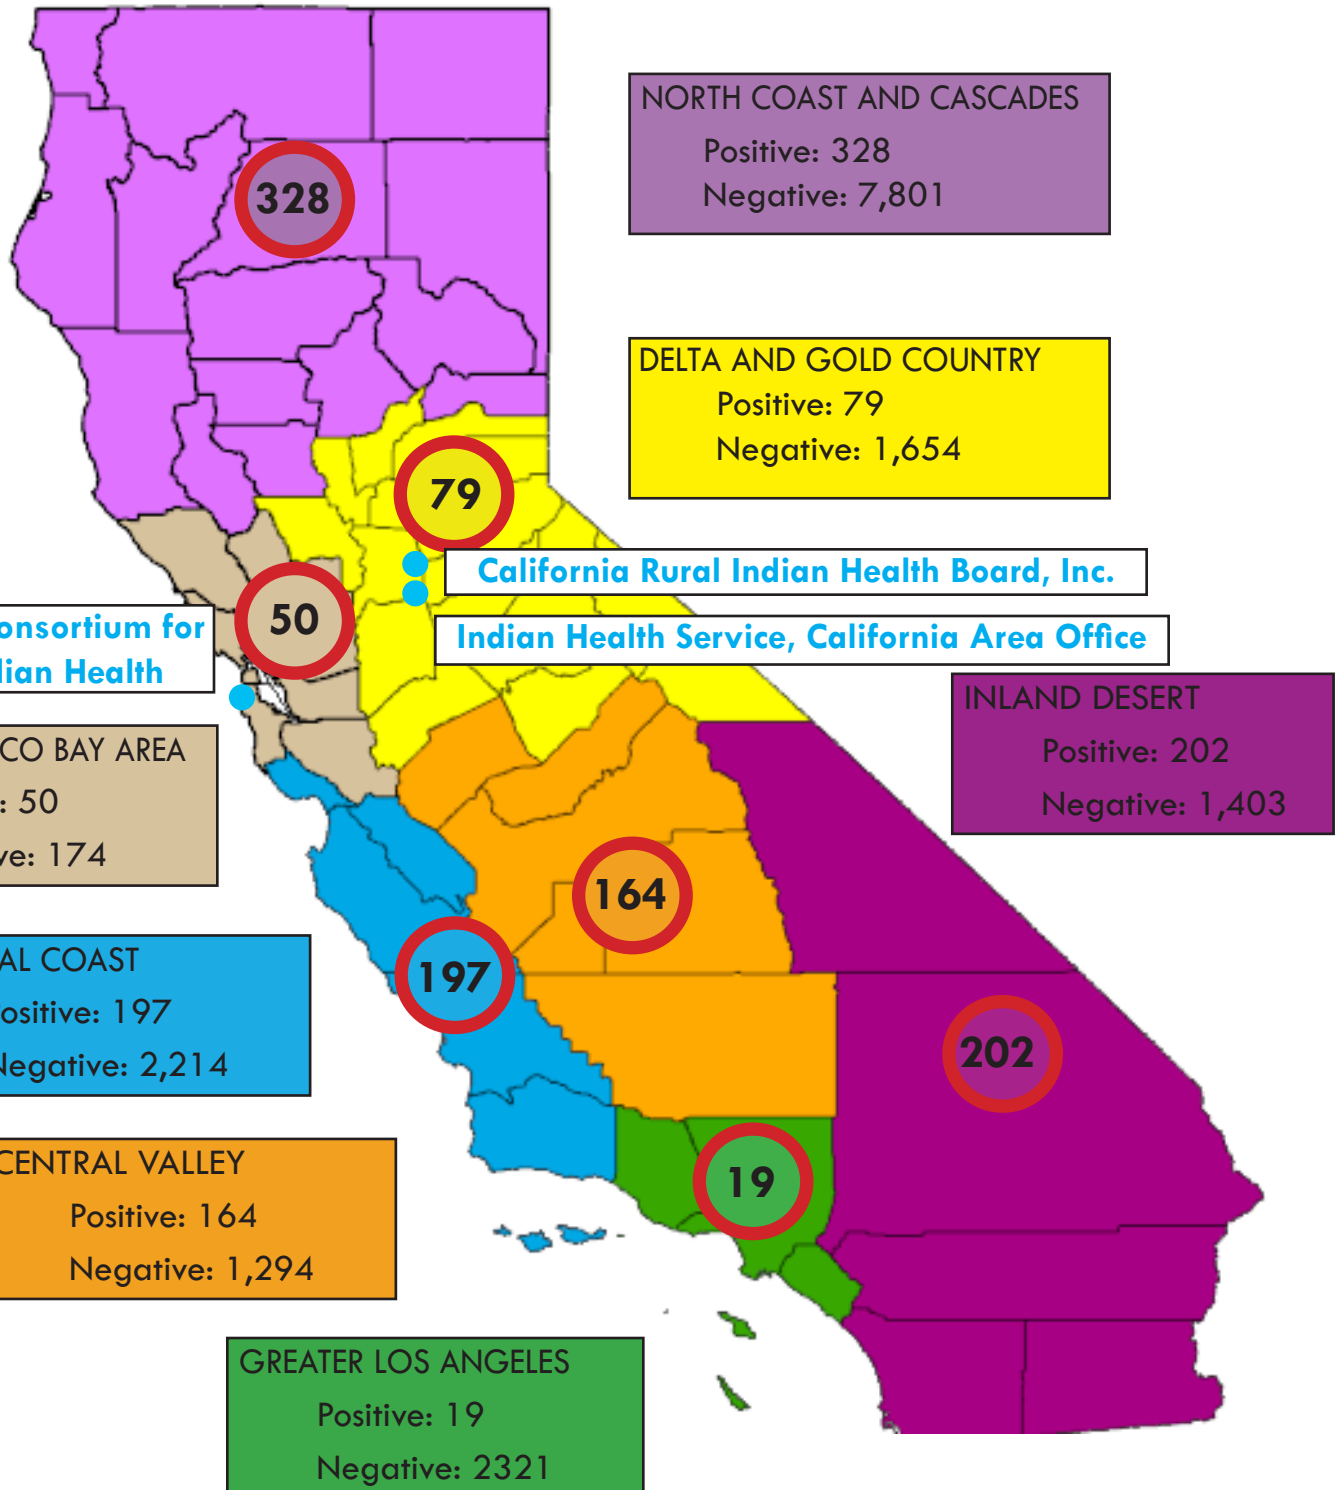 NORTH COAST AND CASCADES
Positive: 328
Negative: 7,801
328
DELTA AND GOLD COUNTRY
Positive: 79
Negative: 1,654
79
California Rural Indian Health Board, Inc.
50
onsortium for
dian Health
Indian Health Service, California Area Office
INLAND DESERT
Positive: 202
Negative: 1,403
CO BAY AREA
: 50
ve: 174
164
AL COAST
ositive: 197
Negative: 2,214
197
202
CENTRAL VALLEY
Positive: 164
Negative: 1,294
19
GREATER LOS ANGELES
Positive: 19
Negative: 2321